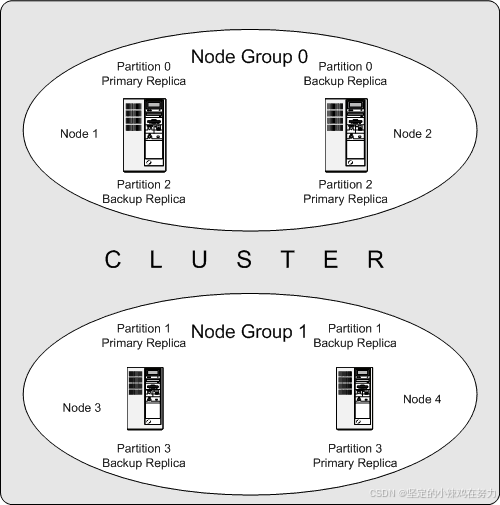 Node Group 0
Partition 0
Primary Replica
Partition 0
Backup Replica
Node 1
Node 2
Partition 2
Backup Replica
Partition 2
Primary Replica
C L U S T E R
Partition 1
Primary Replica
Node Group 1
Partition 1
Backup Replica
Node 3
Node 4
Partition 3
Backup Replica
Partition 3
Primary Replica
CSDN @坚定的小辣鸡在努力